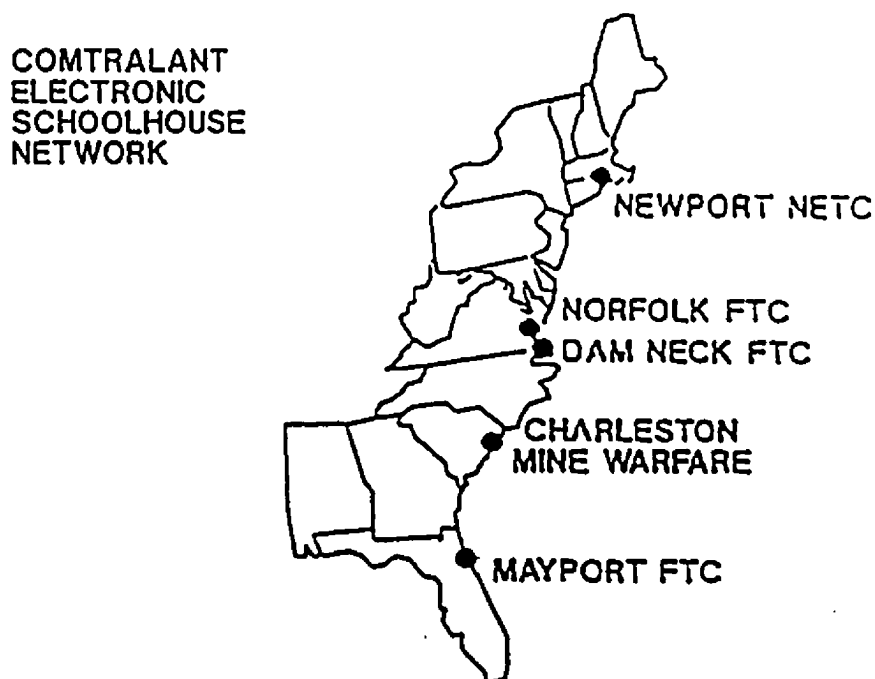 COMTRALANT
ELECTRONIC
SCHOOLHOUSE
NETWORK
NEWPORT NETC
NORFOLK FTC
DAM NECK FTC
CHARLESTON
MINE WARFARE
MAYPORT FTC